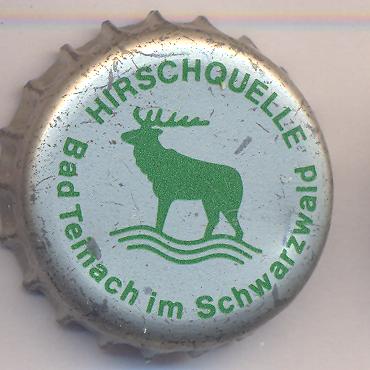 HIRSCHQUELLE
Bad Teinach im Schwarzwald